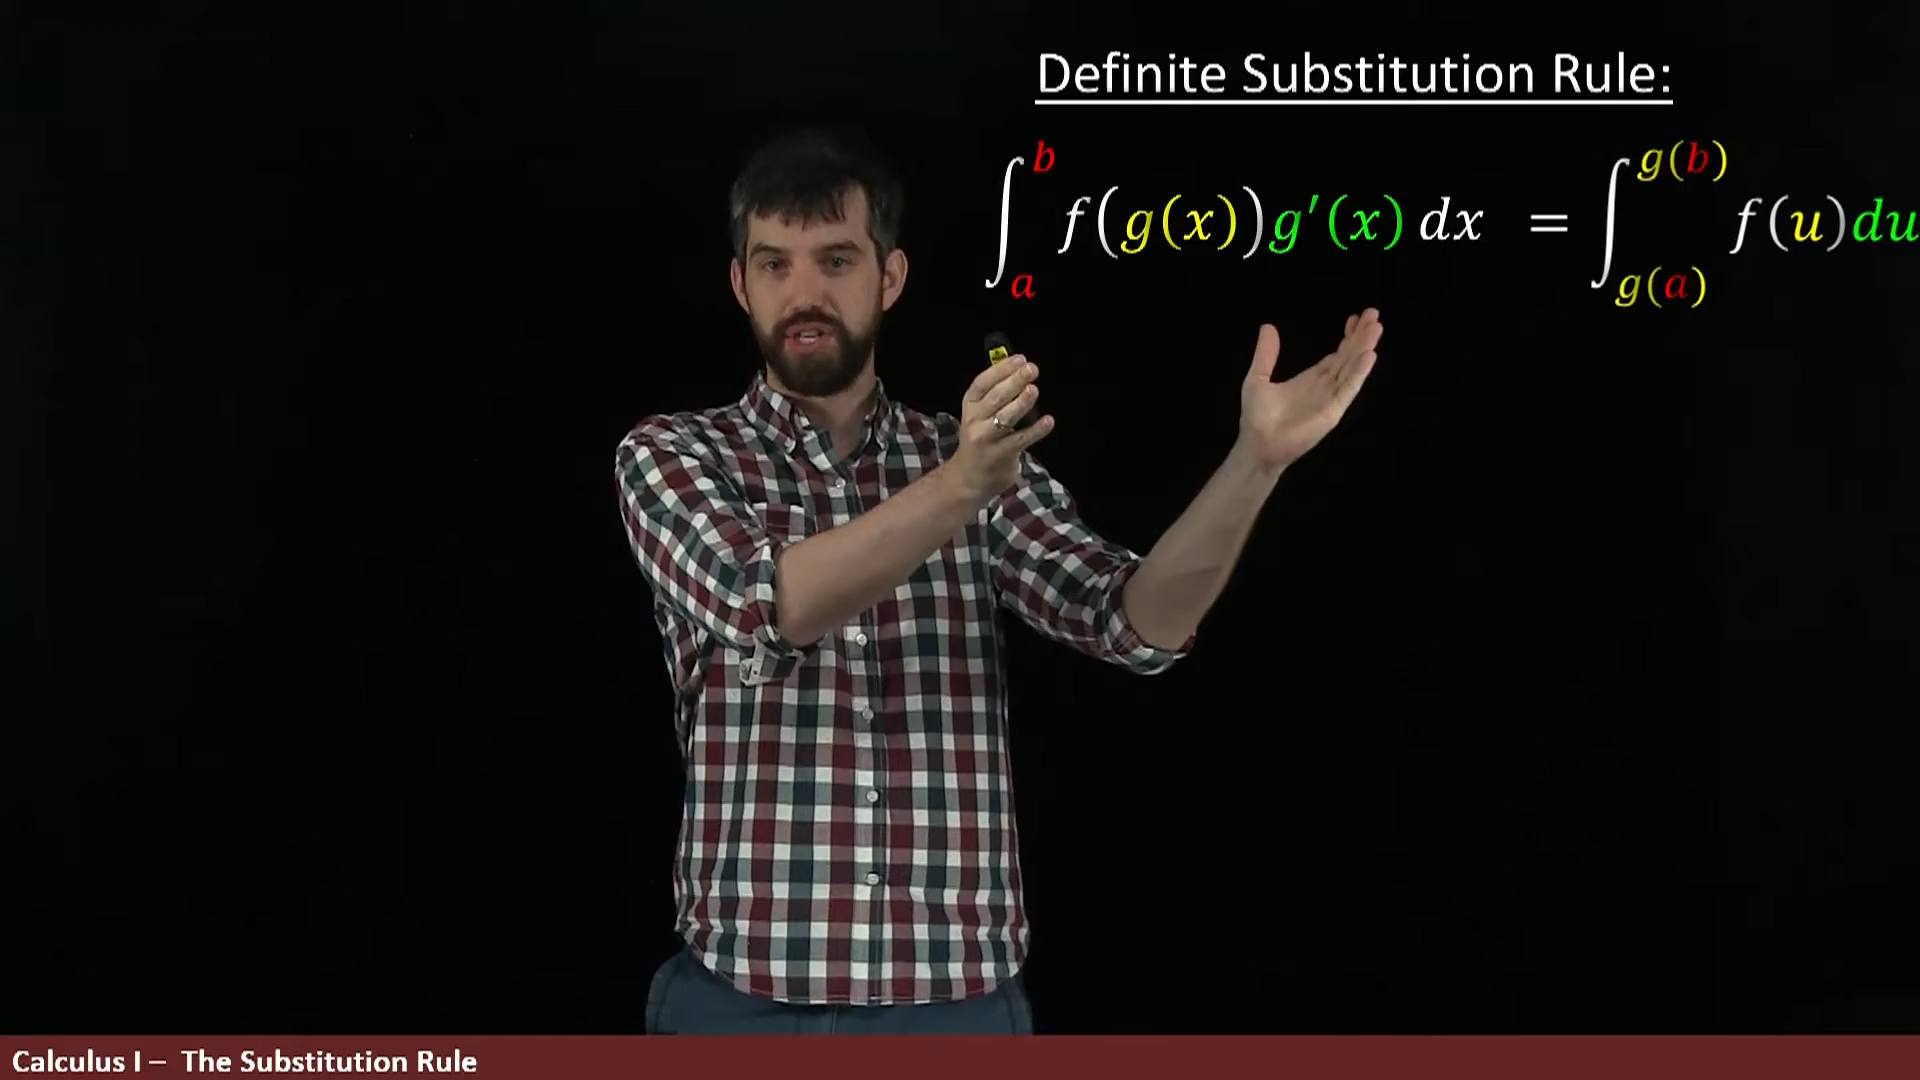 Definite Substitution Rule:
∫_a^b f(g(x))g′(x) dx = ∫_{g(a)}^{g(b)} f(u)du
Calculus I – The Substitution Rule